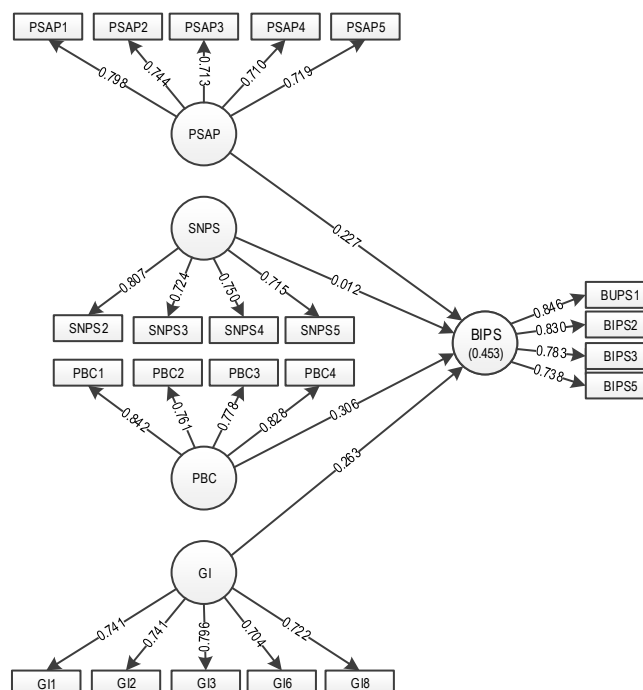 PSAP1 PSAP2 PSAP3 PSAP4 PSAP5
0.798 0.744 0.713 0.710 0.719
PSAP
0.227
SNPS
0.012
0.807 0.724 0.750 0.715
SNPS2 SNPS3 SNPS4 SNPS5
BIPS
(0.453)
0.846 BUPS1
0.830 BIPS2
0.783 BIPS3
0.738 BIPS5
PBC1 PBC2 PBC3 PBC4
0.842 0.761 0.778 0.828
0.306
PBC
0.263
GI
0.741 0.741 0.796 0.704 0.722
GI1 GI2 GI3 GI6 GI8